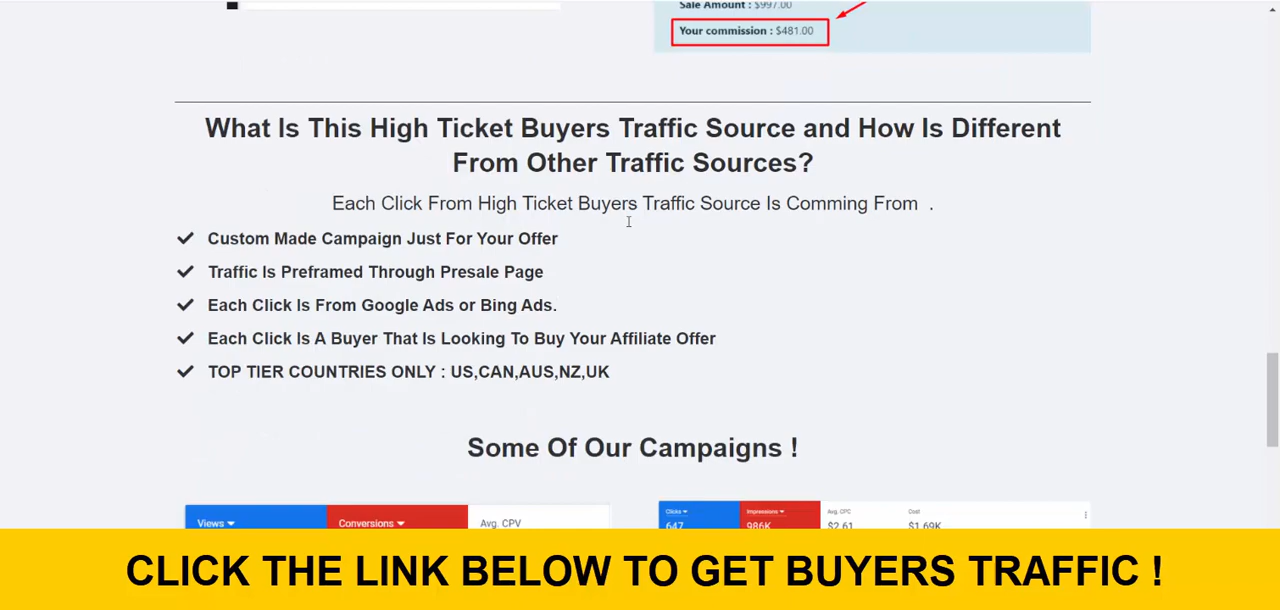 Sale Amount : $997.00
Your commission : $481.00
What Is This High Ticket Buyers Traffic Source and How Is Different
From Other Traffic Sources?
Each Click From High Ticket Buyers Traffic Source Is Comming From .
Custom Made Campaign Just For Your Offer
Traffic Is Preframed Through Presale Page
Each Click Is From Google Ads or Bing Ads.
Each Click Is A Buyer That Is Looking To Buy Your Affiliate Offer
TOP TIER COUNTRIES ONLY : US,CAN,AUS,NZ,UK
Some Of Our Campaigns !
Views Conversions Avg. CPV
Clicks Impressions Avg. CPC Cost
647 986K $2.61 $1.69K
CLICK THE LINK BELOW TO GET BUYERS TRAFFIC !